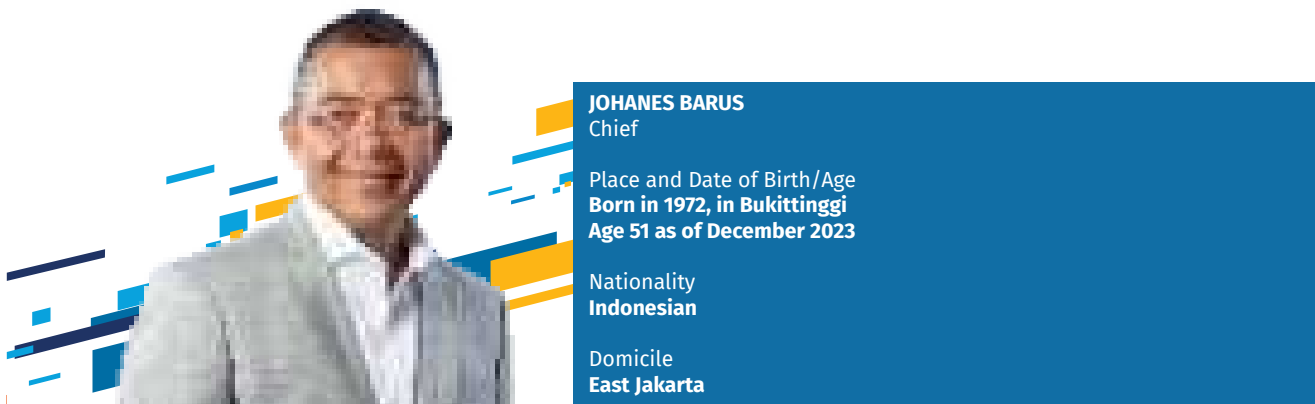 JOHANES BARUS
Chief
Place and Date of Birth/Age
Born in 1972, in Bukittinggi
Age 51 as of December 2023
Nationality
Indonesian
Domicile
East Jakarta